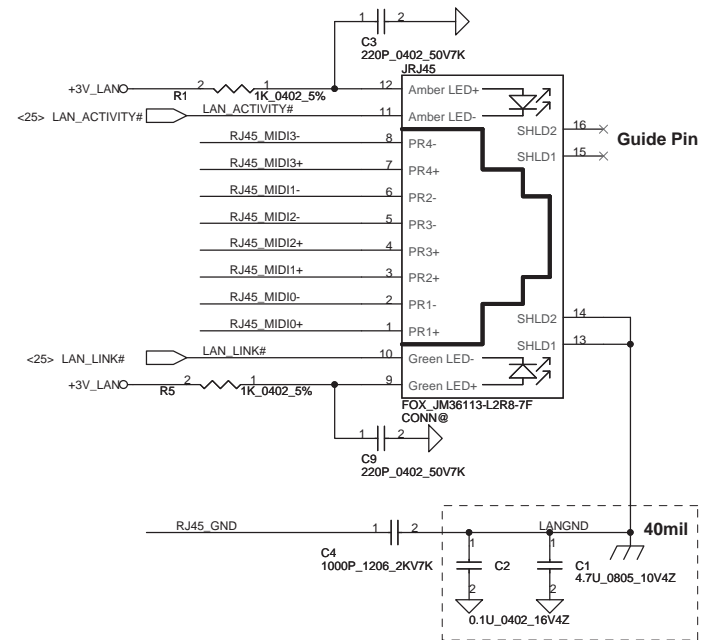 1 2
C3
220P_0402_50V7K
JRJ45
+3V_LAN 2 1 12 Amber LED+
R1 1K_0402_5%
<25> LAN_ACTIVITY# LAN_ACTIVITY# 11 Amber LED-
RJ45_MIDI3- 8 PR4- SHLD2 16
Guide Pin
RJ45_MIDI3+ 7 PR4+ SHLD1 15
RJ45_MIDI1- 6 PR2-
RJ45_MIDI2- 5 PR3-
RJ45_MIDI2+ 4 PR3+
RJ45_MIDI1+ 3 PR2+
RJ45_MIDI0- 2 PR1- SHLD2 14
RJ45_MIDI0+ 1 PR1+ SHLD1 13
<25> LAN_LINK# LAN_LINK# 10 Green LED-
+3V_LAN 2 1 9 Green LED+
R5 1K_0402_5%
FOX_JM36113-L2R8-7F
CONN@
1 2
C9
220P_0402_50V7K
RJ45_GND 1 2 LANGND 40mil
C4
1000P_1206_2KV7K
1 1
C2 C1
4.7U_0805_10V4Z
2 2
0.1U_0402_16V4Z